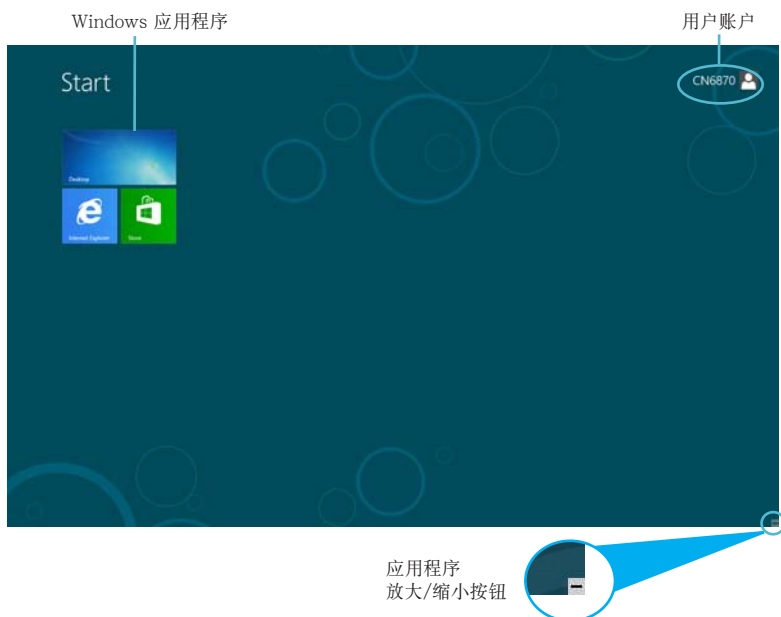 Windows 应用程序
用户账户
Start
CN6870
Desktop
Internet Explorer
Store
应用程序
放大/缩小按钮